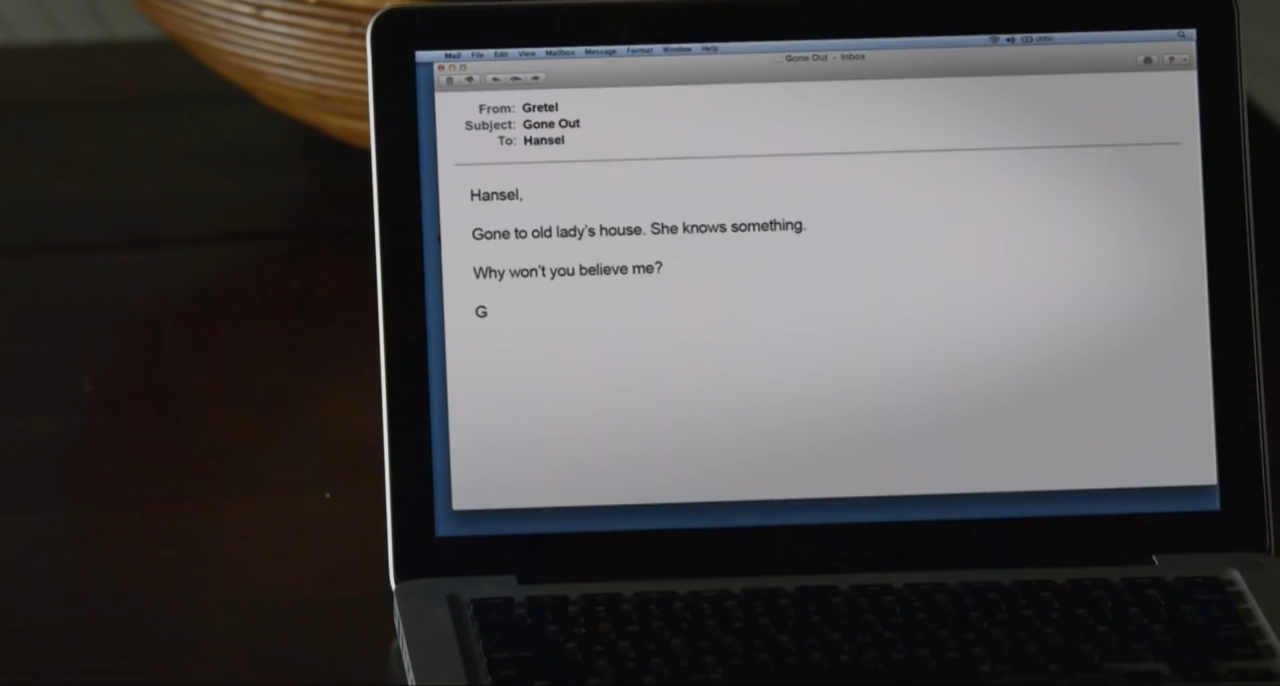 Mail File Edit View Mailbox Message Format Window Help
Gone Out - Inbox
From: Gretel
Subject: Gone Out
To: Hansel
Hansel,
Gone to old lady's house. She knows something.
Why won't you believe me?
G